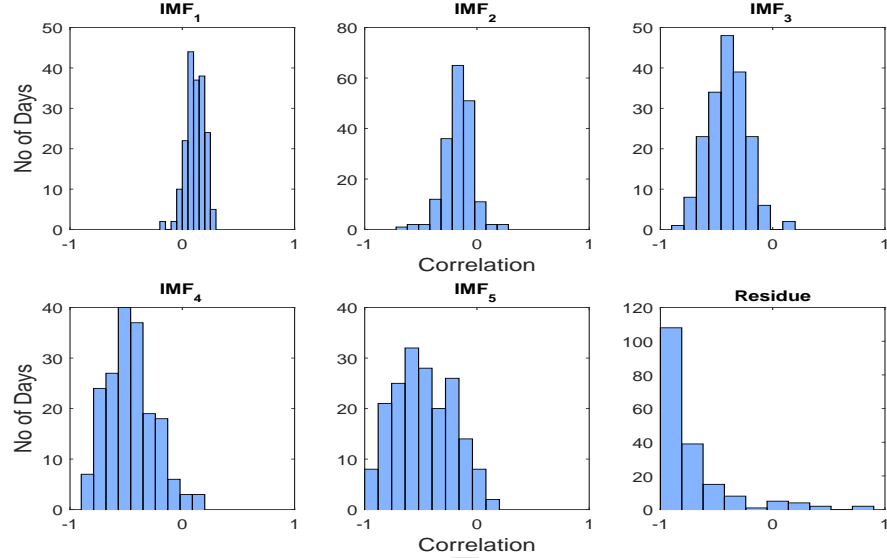 IMF1 IMF2 IMF3
50 80 50
40 60 40
30 40 30
20 20 20
10 10
0 0 0
-1 0 1 -1 0 1 -1 0 1
No of Days
Correlation
IMF4 IMF5 Residue
40 40 120
100
30 30 80
20 20 60
40
10 10 20
0 0 0
-1 0 1 -1 0 1 -1 0 1
No of Days
Correlation